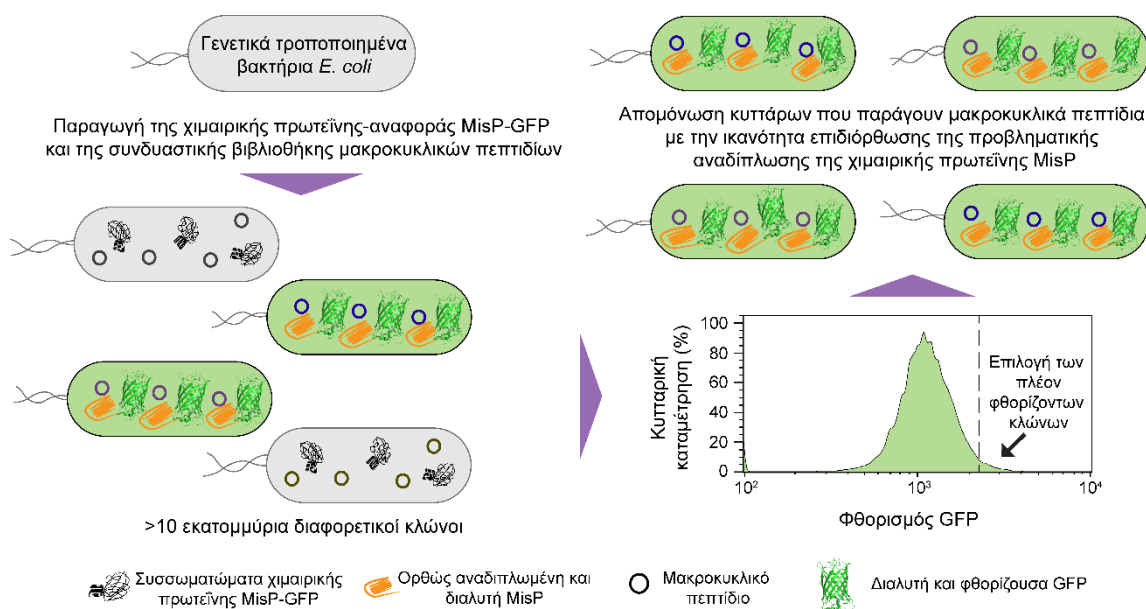 Γενετικά τροποποιημένα
βακτήρια E. coli
Παραγωγή της χιμαιρικής πρωτεΐνης-αναφοράς MisP-GFP
και της συνδυαστικής βιβλιοθήκης μακροκυκλικών πεπτιδίων
>10 εκατομμύρια διαφορετικοί κλώνοι
Απομόνωση κυττάρων που παράγουν μακροκυκλικά πεπτίδια
με την ικανότητα επιδιόρθωσης της προβληματικής
αναδίπλωσης της χιμαιρικής πρωτεΐνης MisP
Κυτταρική
καταμέτρηση (%)
100
80
60
40
20
0
10²
10³
10⁴
Φθορισμός GFP
Επιλογή των
πλέον
φθορίζοντων
κλώνων
Συσσωματώματα χιμαιρικής
πρωτεΐνης MisP-GFP
Ορθώς αναδιπλωμένη και
διαλυτή MisP
Μακροκυκλικό
πεπτίδιο
Διαλυτή και φθορίζουσα GFP